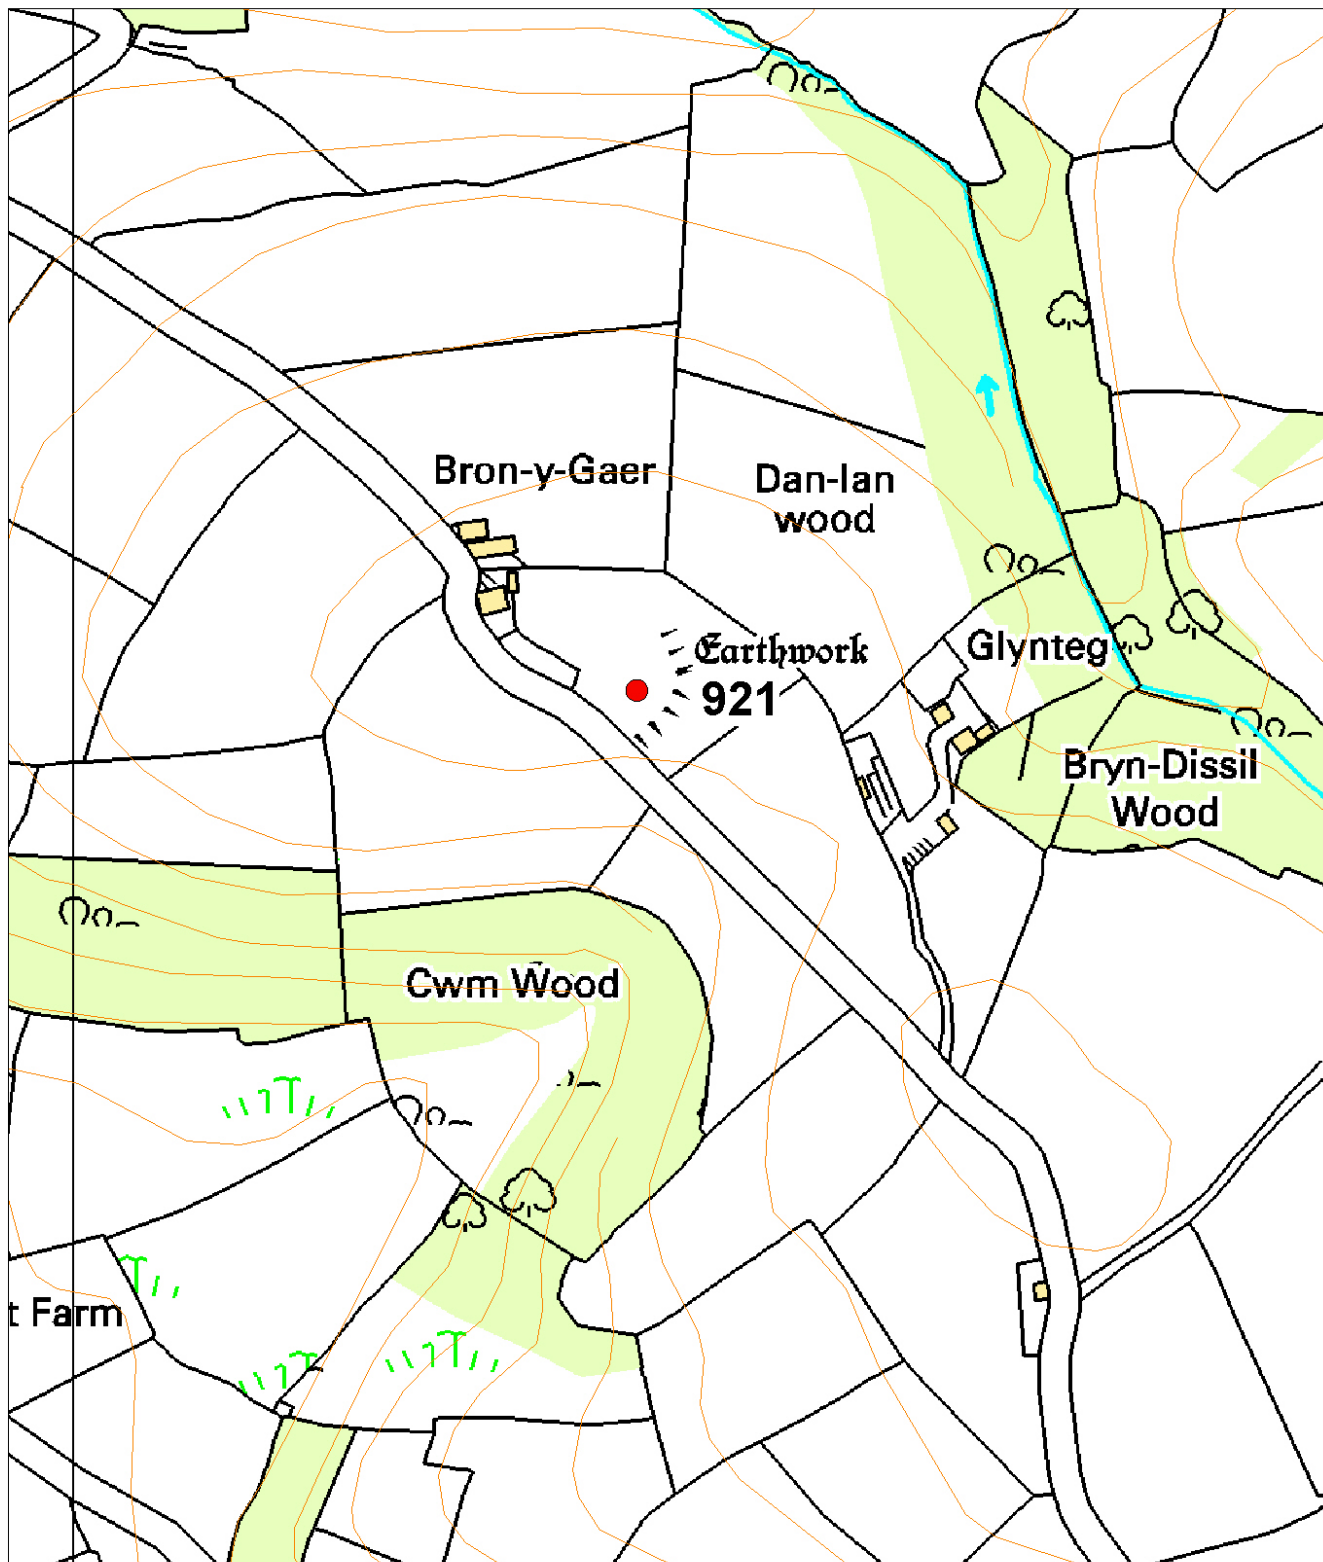 Bron-y-Gaer
Dan-lan
wood
Earthwork
921
Glynteg
Bryn-Dissil
Wood
Cwm Wood
t Farm